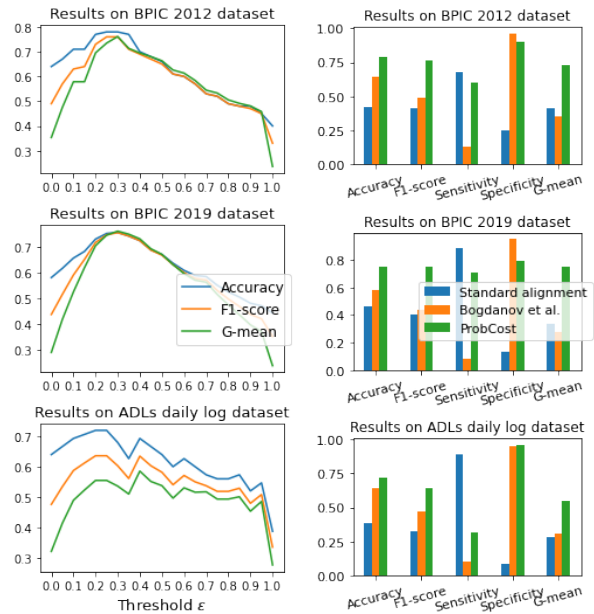 Results on BPIC 2012 dataset
0.8
0.7
0.6
0.5
0.4
0.3
0.0 0.1 0.2 0.3 0.4 0.5 0.6 0.7 0.8 0.9 1.0
Results on BPIC 2012 dataset
1.00
0.75
0.50
0.25
0.00
Accuracy F1-score Sensitivity Specificity G-mean
Results on BPIC 2019 dataset
0.7
0.6
0.5
0.4
0.3
Accuracy
F1-score
G-mean
0.0 0.1 0.2 0.3 0.4 0.5 0.6 0.7 0.8 0.9 1.0
Results on BPIC 2019 dataset
0.8
0.6
0.4
0.2
0.0
Standard alignment
Bogdanov et al.
ProbCost
Accuracy F1-score Sensitivity Specificity G-mean
Results on ADLs daily log dataset
0.7
0.6
0.5
0.4
0.3
0.0 0.1 0.2 0.3 0.4 0.5 0.6 0.7 0.8 0.9 1.0
Threshold ε
Results on ADLs daily log dataset
1.00
0.75
0.50
0.25
0.00
Accuracy F1-score Sensitivity Specificity G-mean